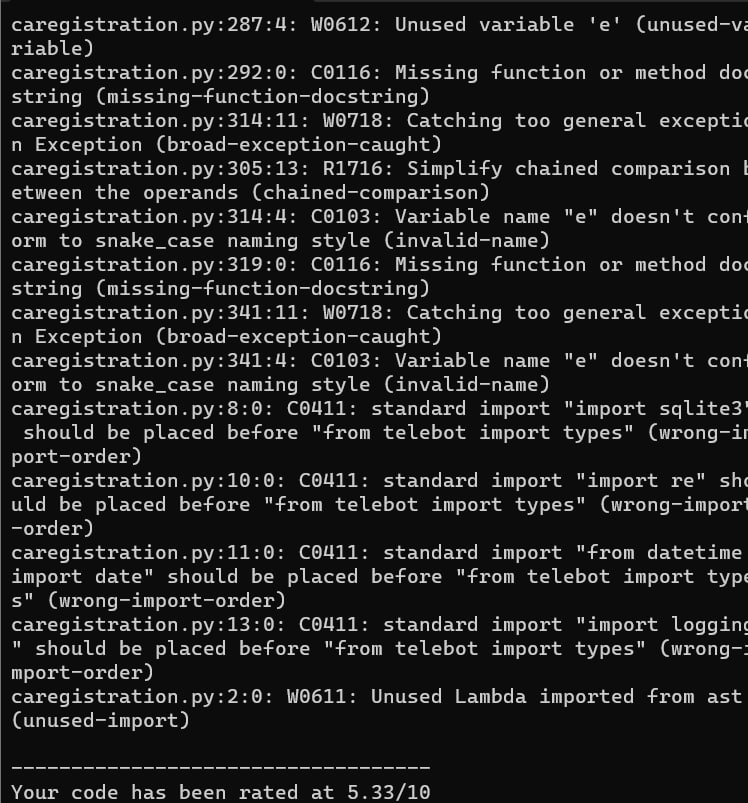 caregistration.py:287:4: W0612: Unused variable 'e' (unused-va
riable)
caregistration.py:292:0: C0116: Missing function or method doc
string (missing-function-docstring)
caregistration.py:314:11: W0718: Catching too general exceptio
n Exception (broad-exception-caught)
caregistration.py:305:13: R1716: Simplify chained comparison b
etween the operands (chained-comparison)
caregistration.py:314:4: C0103: Variable name "e" doesn't conf
orm to snake_case naming style (invalid-name)
caregistration.py:319:0: C0116: Missing function or method doc
string (missing-function-docstring)
caregistration.py:341:11: W0718: Catching too general exceptio
n Exception (broad-exception-caught)
caregistration.py:341:4: C0103: Variable name "e" doesn't conf
orm to snake_case naming style (invalid-name)
caregistration.py:8:0: C0411: standard import "import sqlite3"
should be placed before "from telebot import types" (wrong-im
port-order)
caregistration.py:10:0: C0411: standard import "import re" sho
uld be placed before "from telebot import types" (wrong-import
-order)
caregistration.py:11:0: C0411: standard import "from datetime
import date" should be placed before "from telebot import type
s" (wrong-import-order)
caregistration.py:13:0: C0411: standard import "import logging
" should be placed before "from telebot import types" (wrong-i
mport-order)
caregistration.py:2:0: W0611: Unused Lambda imported from ast
(unused-import)
-----------------------------------
Your code has been rated at 5.33/10